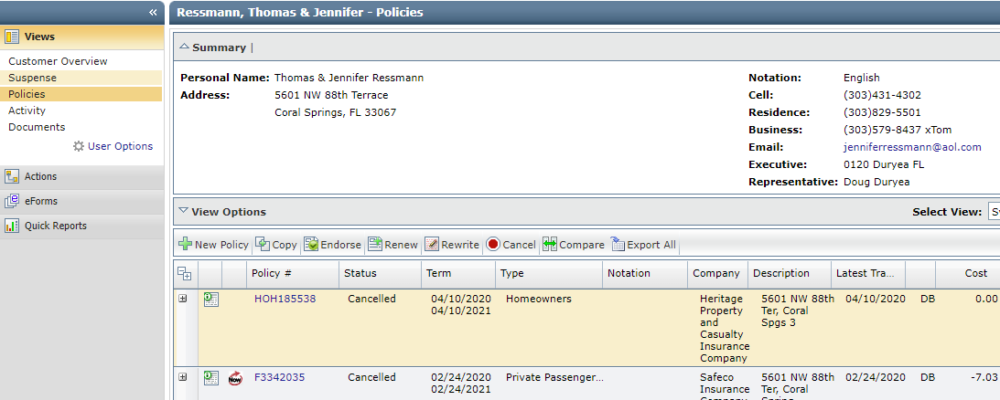 «
Ressmann, Thomas & Jennifer - Policies
Views
Customer Overview
Suspense
Policies
Activity
Documents
User Options
Actions
eForms
Quick Reports
Summary |
Personal Name: Thomas & Jennifer Ressmann
Address: 5601 NW 88th Terrace
Coral Springs, FL 33067
Notation: English
Cell: (303)431-4302
Residence: (303)829-5501
Business: (303)579-8437 xTom
Email: jenniferressmann@aol.com
Executive: 0120 Duryea FL
Representative: Doug Duryea
View Options
Select View:
New Policy Copy Endorse Renew Rewrite Cancel Compare Export All
Policy # Status Term Type Notation Company Description Latest Tra... Cost
HOH185538 Cancelled 04/10/2020 Homeowners Heritage 5601 NW 88th 04/10/2020 DB 0.00
04/10/2021 Property Ter, Coral
and Spgs 3
Casualty
Insurance
Company
Now F3342035 Cancelled 02/24/2020 Private Passenger... Safeco 5601 NW 88th 02/24/2020 DB -7.03
02/24/2021 Insurance Ter, Coral